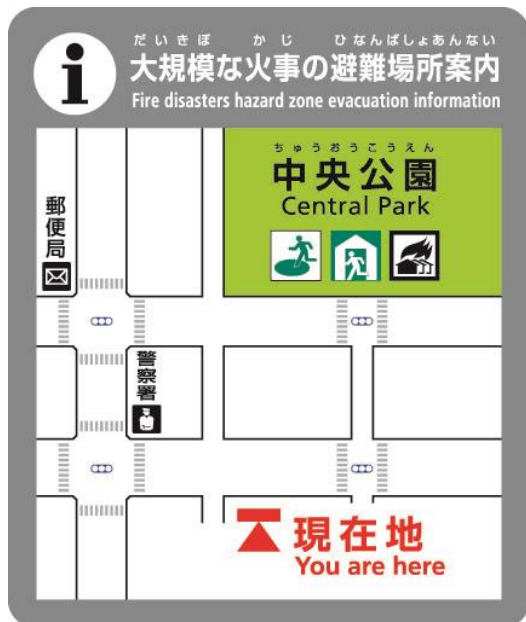 だいきぼ かじ ひなんばしょあんない
大規模な火事の避難場所案内
Fire disasters hazard zone evacuation information
ちゅうおうこうえん
中央公園
Central Park
郵便局
警察署
現在地
You are here